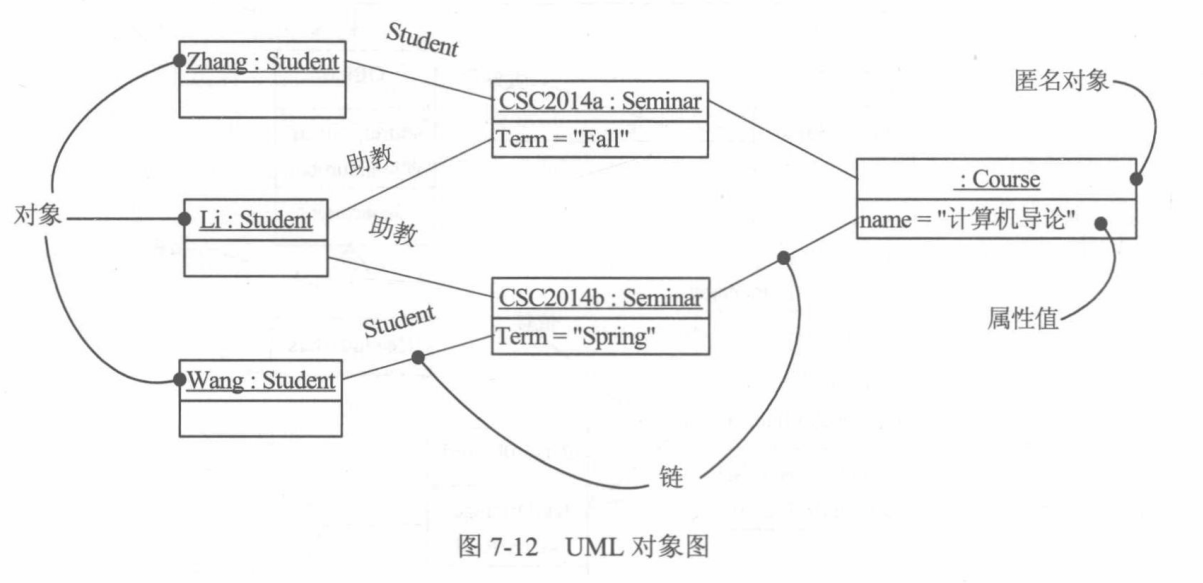 Student
Zhang : Student
CSC2014a : Seminar
Term = "Fall"
匿名对象
助教
: Course
name = "计算机导论"
对象
Li : Student
助教
属性值
CSC2014b : Seminar
Term = "Spring"
Student
Wang : Student
链
图 7-12 UML 对象图